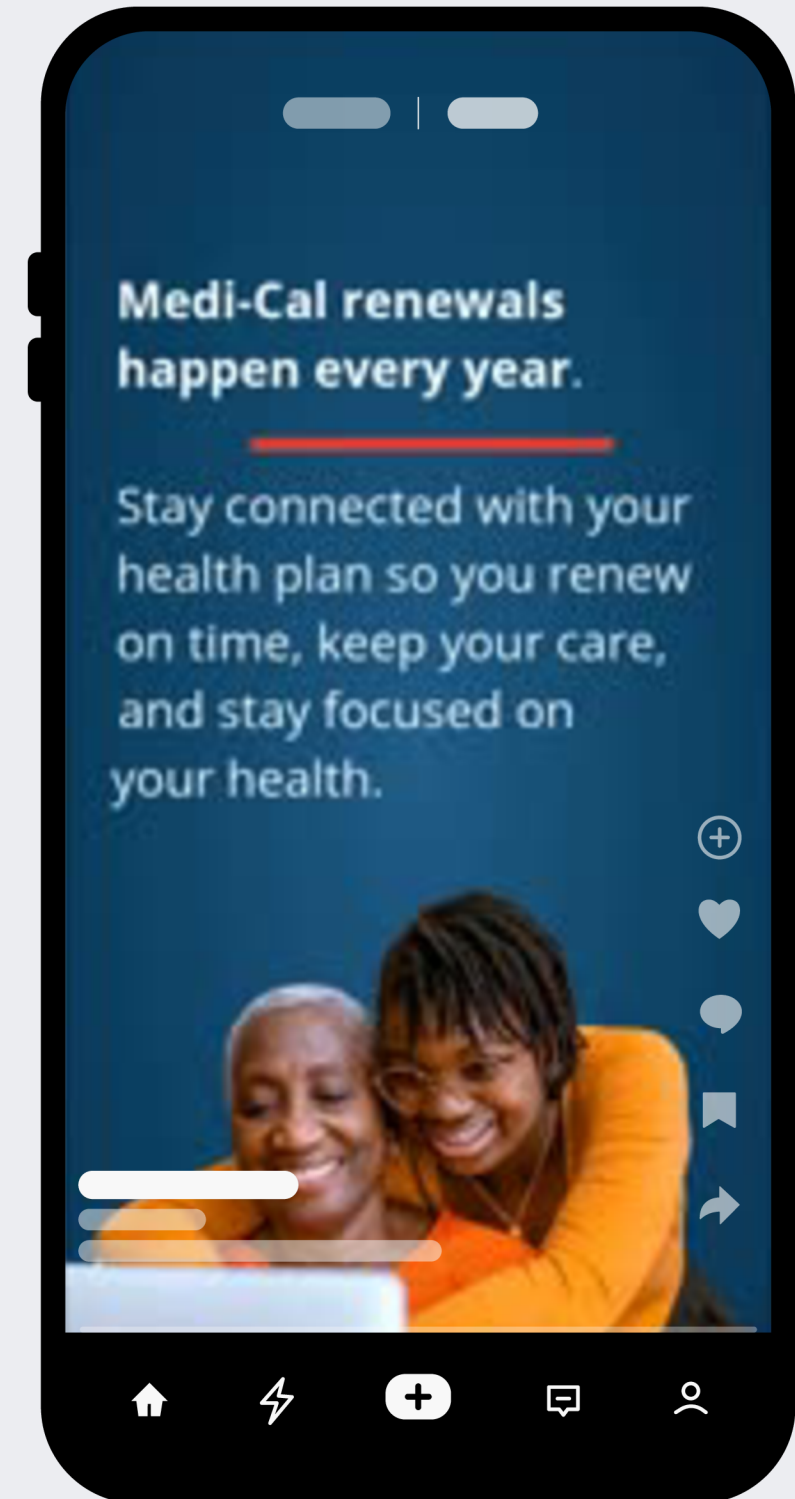 Medi-Cal renewals
happen every year.
Stay connected with your
health plan so you renew
on time, keep your care,
and stay focused on
your health.